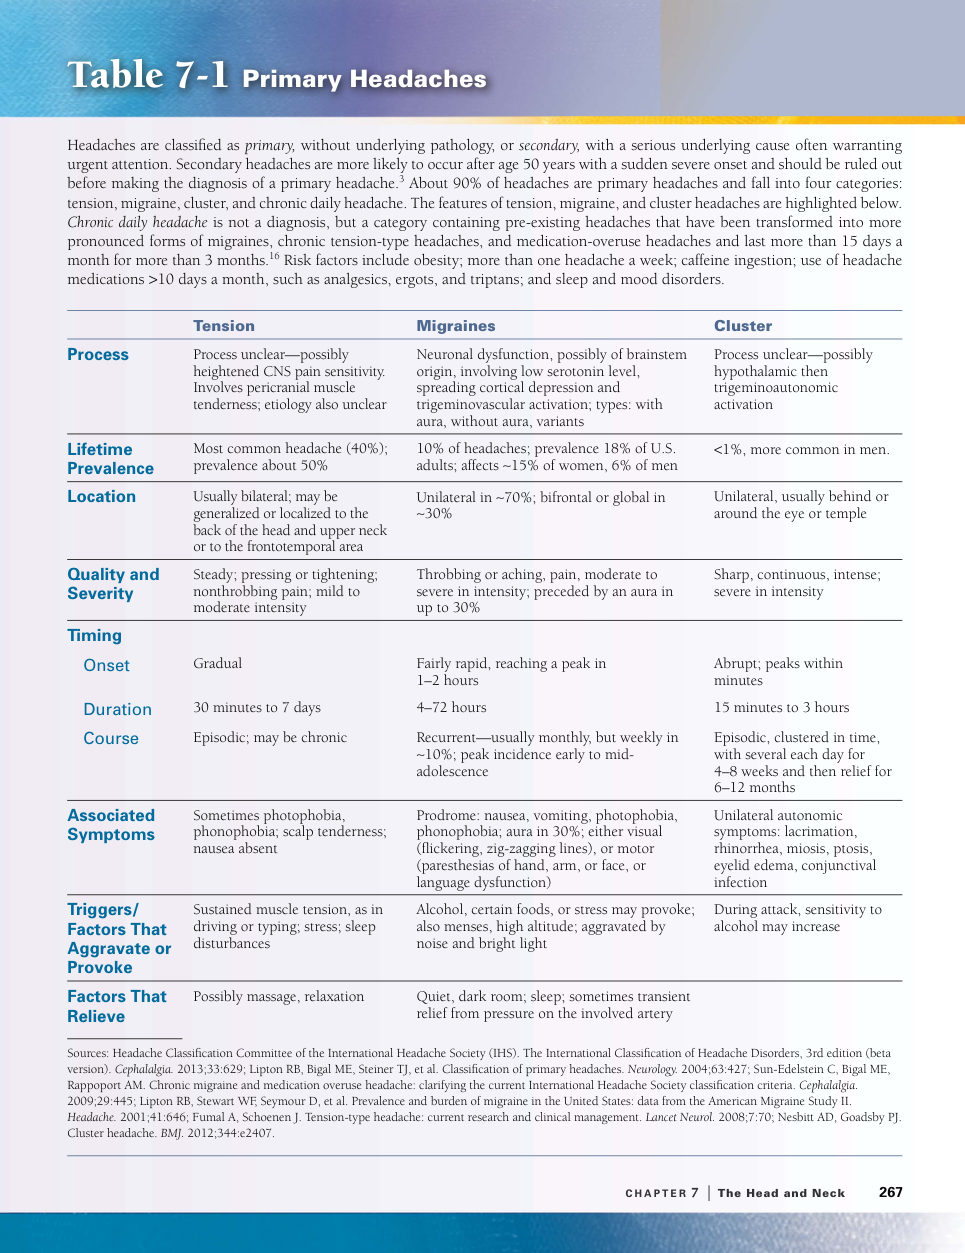 Table 7-1 Primary Headaches
Headaches are classified as primary, without underlying pathology, or secondary, with a serious underlying cause often warranting
urgent attention. Secondary headaches are more likely to occur after age 50 years with a sudden severe onset and should be ruled out
before making the diagnosis of a primary headache.3 About 90% of headaches are primary headaches and fall into four categories:
tension, migraine, cluster, and chronic daily headache. The features of tension, migraine, and cluster headaches are highlighted below.
Chronic daily headache is not a diagnosis, but a category containing pre-existing headaches that have been transformed into more
pronounced forms of migraines, chronic tension-type headaches, and medication-overuse headaches and last more than 15 days a
month for more than 3 months.16 Risk factors include obesity; more than one headache a week; caffeine ingestion; use of headache
medications >10 days a month, such as analgesics, ergots, and triptans; and sleep and mood disorders.
Tension
Migraines
Cluster
Process
Process unclear—possibly
heightened CNS pain sensitivity.
Involves pericranial muscle
tenderness; etiology also unclear
Neuronal dysfunction, possibly of brainstem
origin, involving low serotonin level,
spreading cortical depression and
trigeminovascular activation; types: with
aura, without aura, variants
Process unclear—possibly
hypothalamic then
trigeminoautonomic
activation
Lifetime
Prevalence
Most common headache (40%);
prevalence about 50%
10% of headaches; prevalence 18% of U.S.
adults; affects ~15% of women, 6% of men
<1%, more common in men.
Location
Usually bilateral; may be
generalized or localized to the
back of the head and upper neck
or to the frontotemporal area
Unilateral in ~70%; bifrontal or global in
~30%
Unilateral, usually behind or
around the eye or temple
Quality and
Severity
Steady; pressing or tightening;
nonthrobbing pain; mild to
moderate intensity
Throbbing or aching, pain, moderate to
severe in intensity; preceded by an aura in
up to 30%
Sharp, continuous, intense;
severe in intensity
Timing
Onset
Gradual
Fairly rapid, reaching a peak in
1–2 hours
Abrupt; peaks within
minutes
Duration
30 minutes to 7 days
4–72 hours
15 minutes to 3 hours
Course
Episodic; may be chronic
Recurrent—usually monthly, but weekly in
~10%; peak incidence early to mid-
adolescence
Episodic, clustered in time,
with several each day for
4–8 weeks and then relief for
6–12 months
Associated
Symptoms
Sometimes photophobia,
phonophobia; scalp tenderness;
nausea absent
Prodrome: nausea, vomiting, photophobia,
phonophobia; aura in 30%; either visual
(flickering, zig-zagging lines), or motor
(paresthesias of hand, arm, or face, or
language dysfunction)
Unilateral autonomic
symptoms: lacrimation,
rhinorrhea, miosis, ptosis,
eyelid edema, conjunctival
infection
Triggers/
Factors That
Aggravate or
Provoke
Sustained muscle tension, as in
driving or typing; stress; sleep
disturbances
Alcohol, certain foods, or stress may provoke;
also menses, high altitude; aggravated by
noise and bright light
During attack, sensitivity to
alcohol may increase
Factors That
Relieve
Possibly massage, relaxation
Quiet, dark room; sleep; sometimes transient
relief from pressure on the involved artery
Sources: Headache Classification Committee of the International Headache Society (IHS). The International Classification of Headache Disorders, 3rd edition (beta
version). Cephalalgia. 2013;33:629; Lipton RB, Bigal ME, Steiner TJ, et al. Classification of primary headaches. Neurology. 2004;63:427; Sun-Edelstein C, Bigal ME,
Rappoport AM. Chronic migraine and medication overuse headache: clarifying the current International Headache Society classification criteria. Cephalalgia.
2009;29:445; Lipton RB, Stewart WF, Seymour D, et al. Prevalence and burden of migraine in the United States: data from the American Migraine Study II.
Headache. 2001;41:646; Fumal A, Schoenen J. Tension-type headache: current research and clinical management. Lancet Neurol. 2008;7:70; Nesbitt AD, Goadsby PJ.
Cluster headache. BMJ. 2012;344:e2407.
CHAPTER 7 | The Head and Neck 267